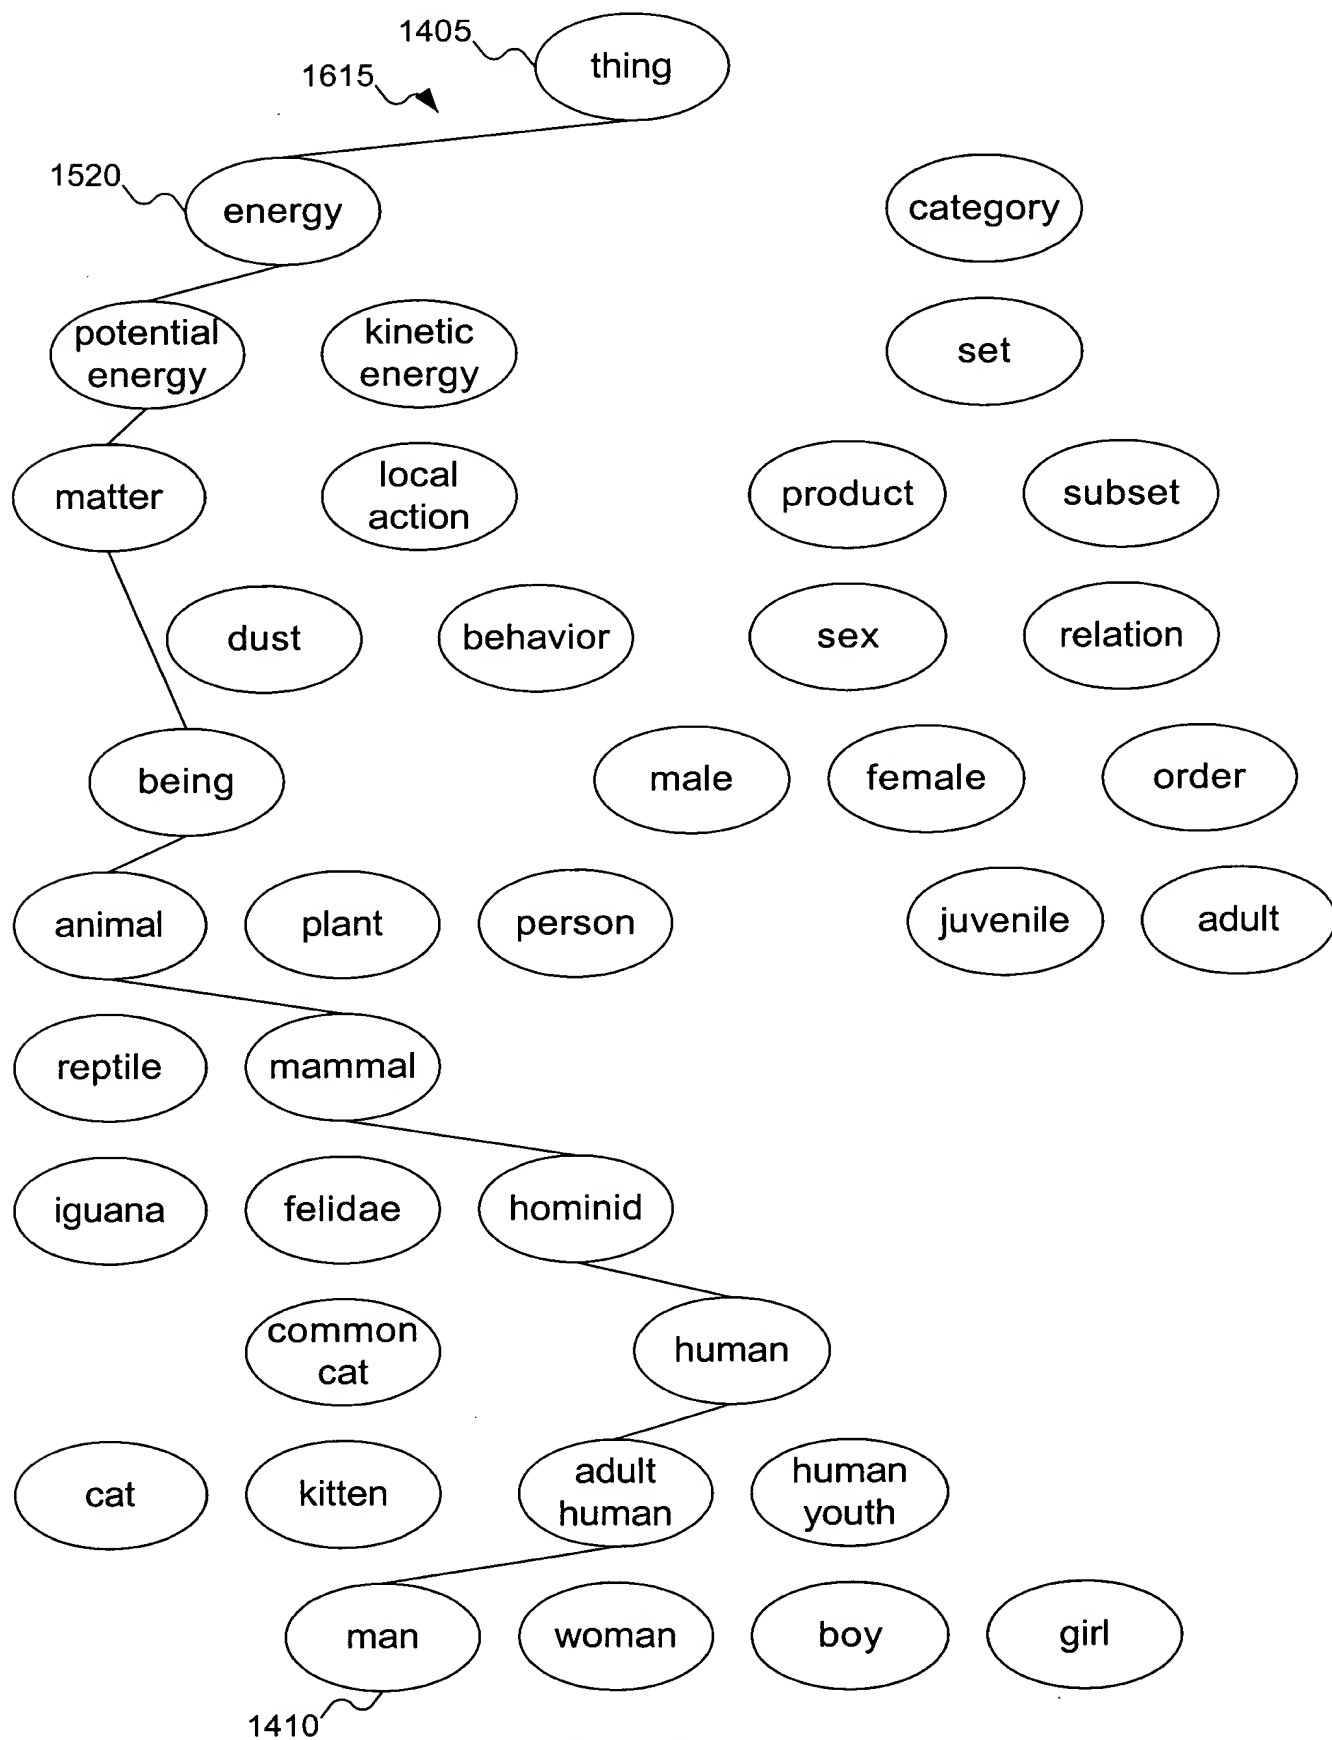 1405
thing
1615
1520
energy
category
potential
energy
kinetic
energy
set
matter
local
action
product
subset
dust
behavior
sex
relation
being
male
female
order
animal
plant
person
juvenile
adult
reptile
mammal
iguana
felidae
hominid
common
cat
human
cat
kitten
adult
human
human
youth
man
woman
boy
girl
1410